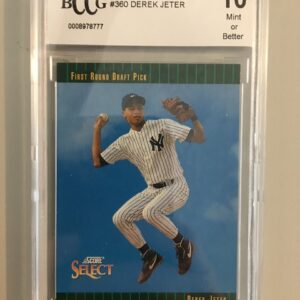 BCCG
#360 DEREK JETER
10
Mint
or
Better
0008978777
FIRST ROUND DRAFT PICK
NY
SCORE
SELECT
DEREK JETER